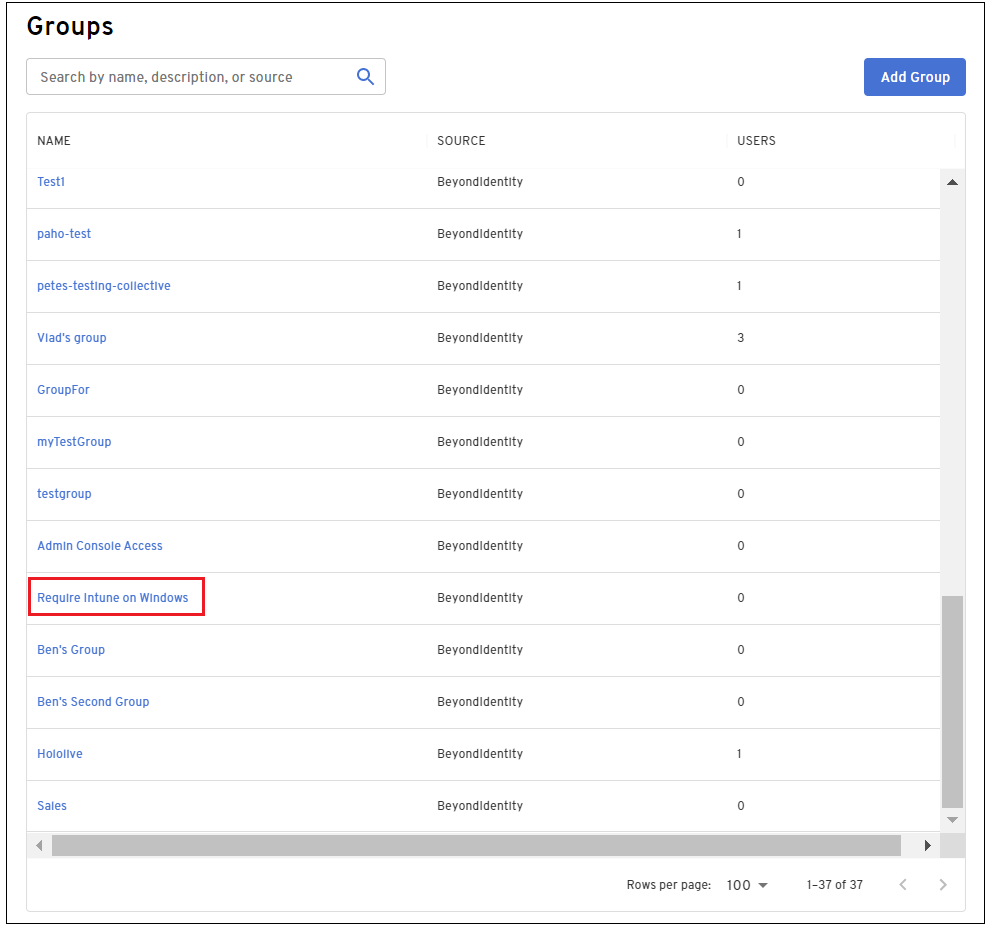 Groups
Search by name, description, or source
Add Group
NAME SOURCE USERS
Test1 BeyondIdentity 0
paho-test BeyondIdentity 1
petes-testing-collective BeyondIdentity 1
Vlad's group BeyondIdentity 3
GroupFor BeyondIdentity 0
myTestGroup BeyondIdentity 0
testgroup BeyondIdentity 0
Admin Console Access BeyondIdentity 0
Require Intune on Windows BeyondIdentity 0
Ben's Group BeyondIdentity 0
Ben's Second Group BeyondIdentity 0
Hololive BeyondIdentity 1
Sales BeyondIdentity 0
Rows per page: 100 1–37 of 37